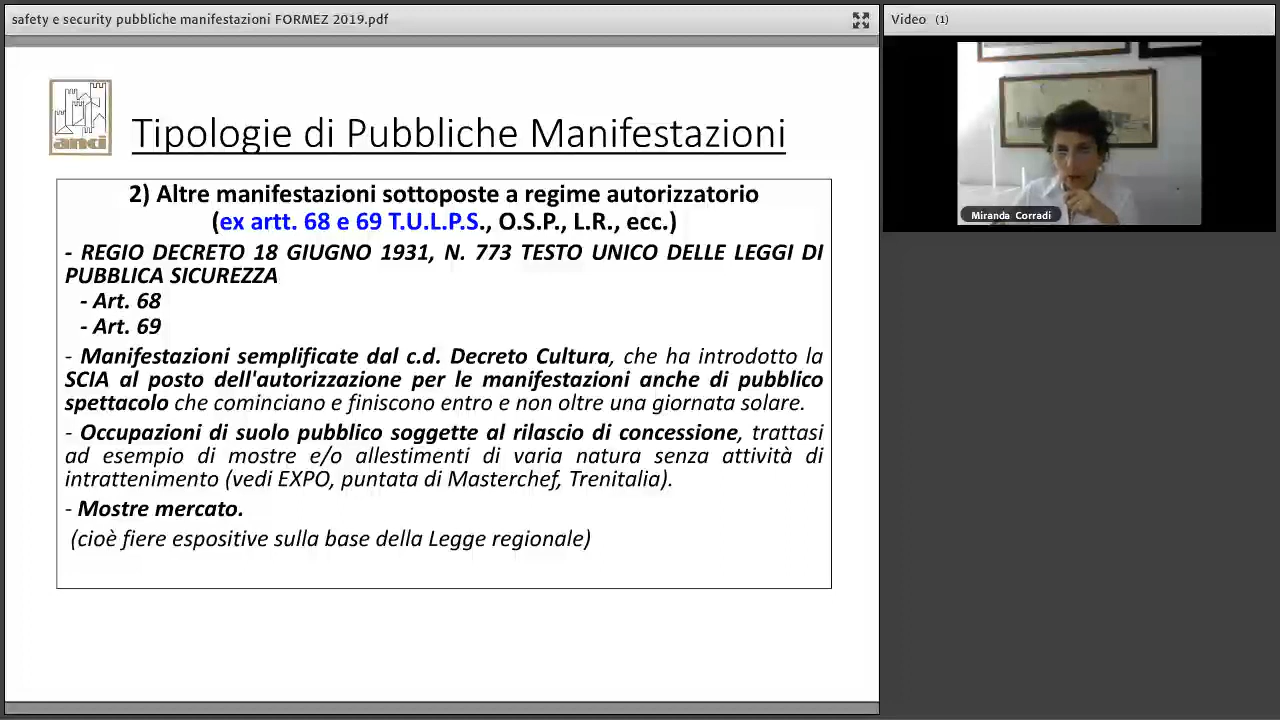 safety e security pubbliche manifestazioni FORMEZ 2019.pdf
Video (1)
anci
Tipologie di Pubbliche Manifestazioni
2) Altre manifestazioni sottoposte a regime autorizzatorio
(ex artt. 68 e 69 T.U.L.P.S., O.S.P., L.R., ecc.)
- REGIO DECRETO 18 GIUGNO 1931, N. 773 TESTO UNICO DELLE LEGGI DI
PUBBLICA SICUREZZA
- Art. 68
- Art. 69
- Manifestazioni semplificate dal c.d. Decreto Cultura, che ha introdotto la
SCIA al posto dell'autorizzazione per le manifestazioni anche di pubblico
spettacolo che cominciano e finiscono entro e non oltre una giornata solare.
- Occupazioni di suolo pubblico soggette al rilascio di concessione, trattasi
ad esempio di mostre e/o allestimenti di varia natura senza attività di
intrattenimento (vedi EXPO, puntata di Masterchef, Trenitalia).
- Mostre mercato.
(cioè fiere espositive sulla base della Legge regionale)
Miranda Corradi